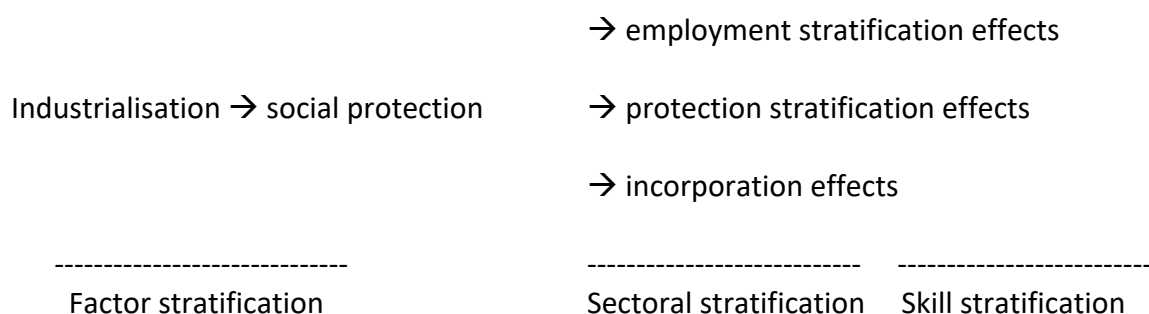 → employment stratification effects
Industrialisation → social protection → protection stratification effects
→ incorporation effects
------------------------------ ---------------------------- --------------------------
Factor stratification Sectoral stratification Skill stratification